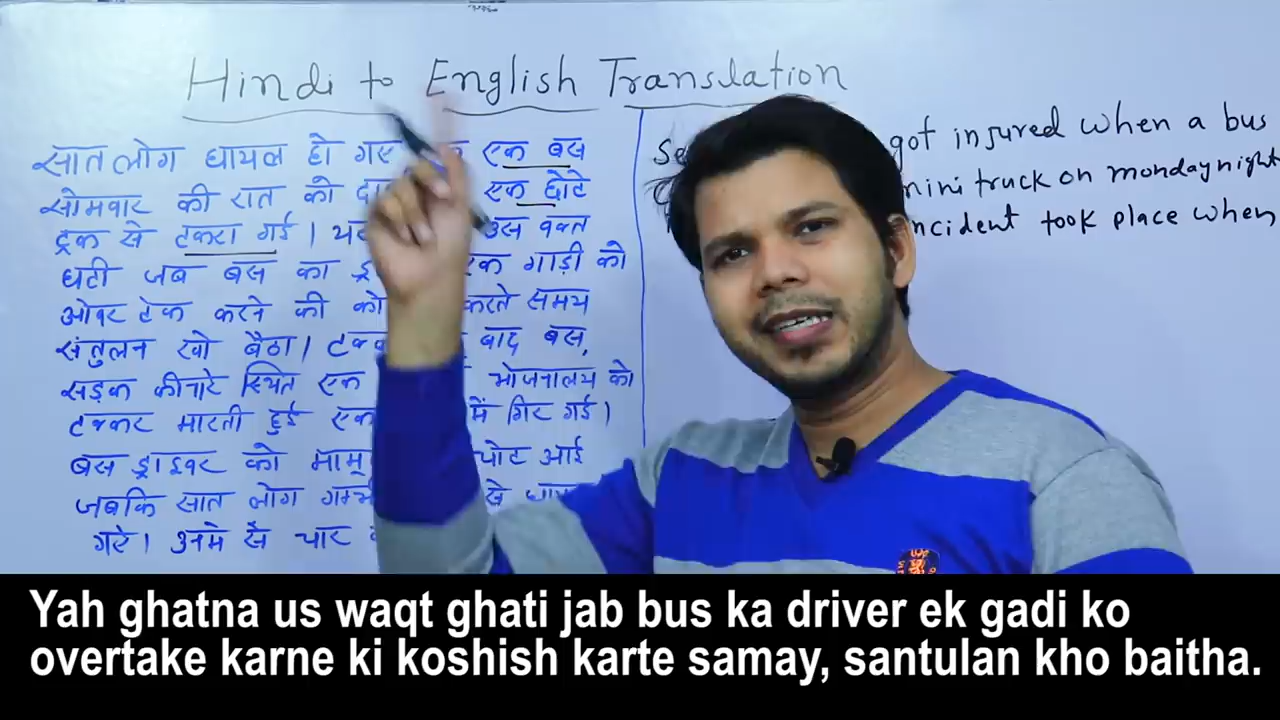 Hindi to English Translation
सात लोग घायल हो गए एक बस
सोमवार की रात को एक छोटे
ट्रक से टकरा गई। उस वक्त
घटी जब बस का गाड़ी को
ओवर टेक करने की करते समय
संतुलन खो बैठा। बाद बस,
सड़क कीनारे स्थित एक भोजनालय को
टक्कर मारती हुई एक में गिर गई।
बस ड्राइवर को चोट आई
जबकि सात लोग से
गए। उनमे से चार
got injured when a bus
mini truck on monday night
incident took place when,
Yah ghatna us waqt ghati jab bus ka driver ek gadi ko
overtake karne ki koshish karte samay, santulan kho baitha.